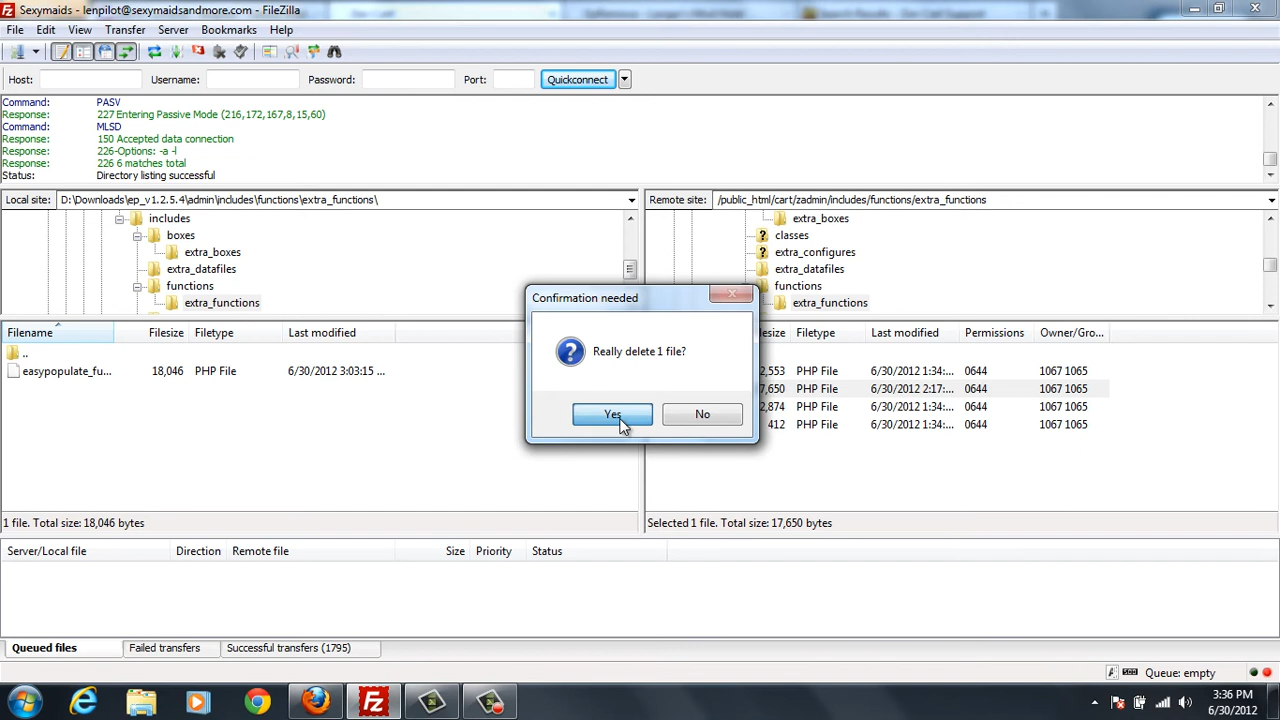 Sexymaids - lenpilot@sexymaidsandmore.com - FileZilla
File Edit View Transfer Server Bookmarks Help
Host: Username: Password: Port: Quickconnect
Command: PASV
Response: 227 Entering Passive Mode (216,172,167,8,15,60)
Command: MLSD
Response: 150 Accepted data connection
Response: 226-Options: -a -l
Response: 226 6 matches total
Status: Directory listing successful
Local site: D:\Downloads\ep_v1.2.5.4\admin\includes\functions\extra_functions\
includes
boxes
extra_boxes
extra_datafiles
functions
extra_functions
Remote site: /public_html/cart/zadmin/includes/functions/extra_functions
extra_boxes
classes
extra_configures
extra_datafiles
functions
extra_functions
Filename Filesize Filetype Last modified
..
easypopulate_fu... 18,046 PHP File 6/30/2012 3:03:15 ...
1 file. Total size: 18,046 bytes
Confirmation needed
Really delete 1 file?
Yes No
Filetype Last modified Permissions Owner/Gro...
PHP File 6/30/2012 1:34:... 0644 1067 1065
PHP File 6/30/2012 2:17:... 0644 1067 1065
PHP File 6/30/2012 1:34:... 0644 1067 1065
412 PHP File 6/30/2012 1:34:... 0644 1067 1065
Selected 1 file. Total size: 17,650 bytes
Server/Local file Direction Remote file Size Priority Status
Queued files Failed transfers Successful transfers (1795)
Queue: empty
3:36 PM
6/30/2012